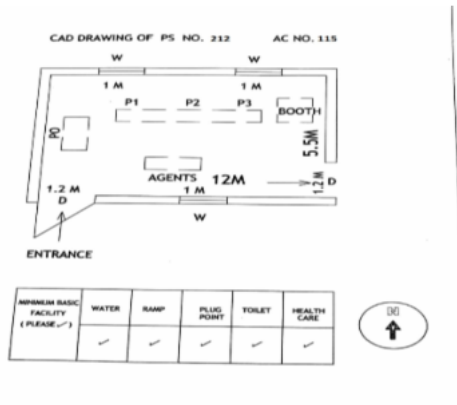 CAD DRAWING OF PS NO. 212 AC NO. 115
W W
1 M 1 M
P1 P2 P3
BOOTH
PO
5.5M
AGENTS 12M
1.2 M
D
1 M
1.2 M D
W
ENTRANCE
MINIMUM BASIC FACILITY ( PLEASE ✓ )
WATER
RAMP
PLUG POINT
TOILET
HEALTH CARE
✓ ✓ ✓ ✓ ✓
N